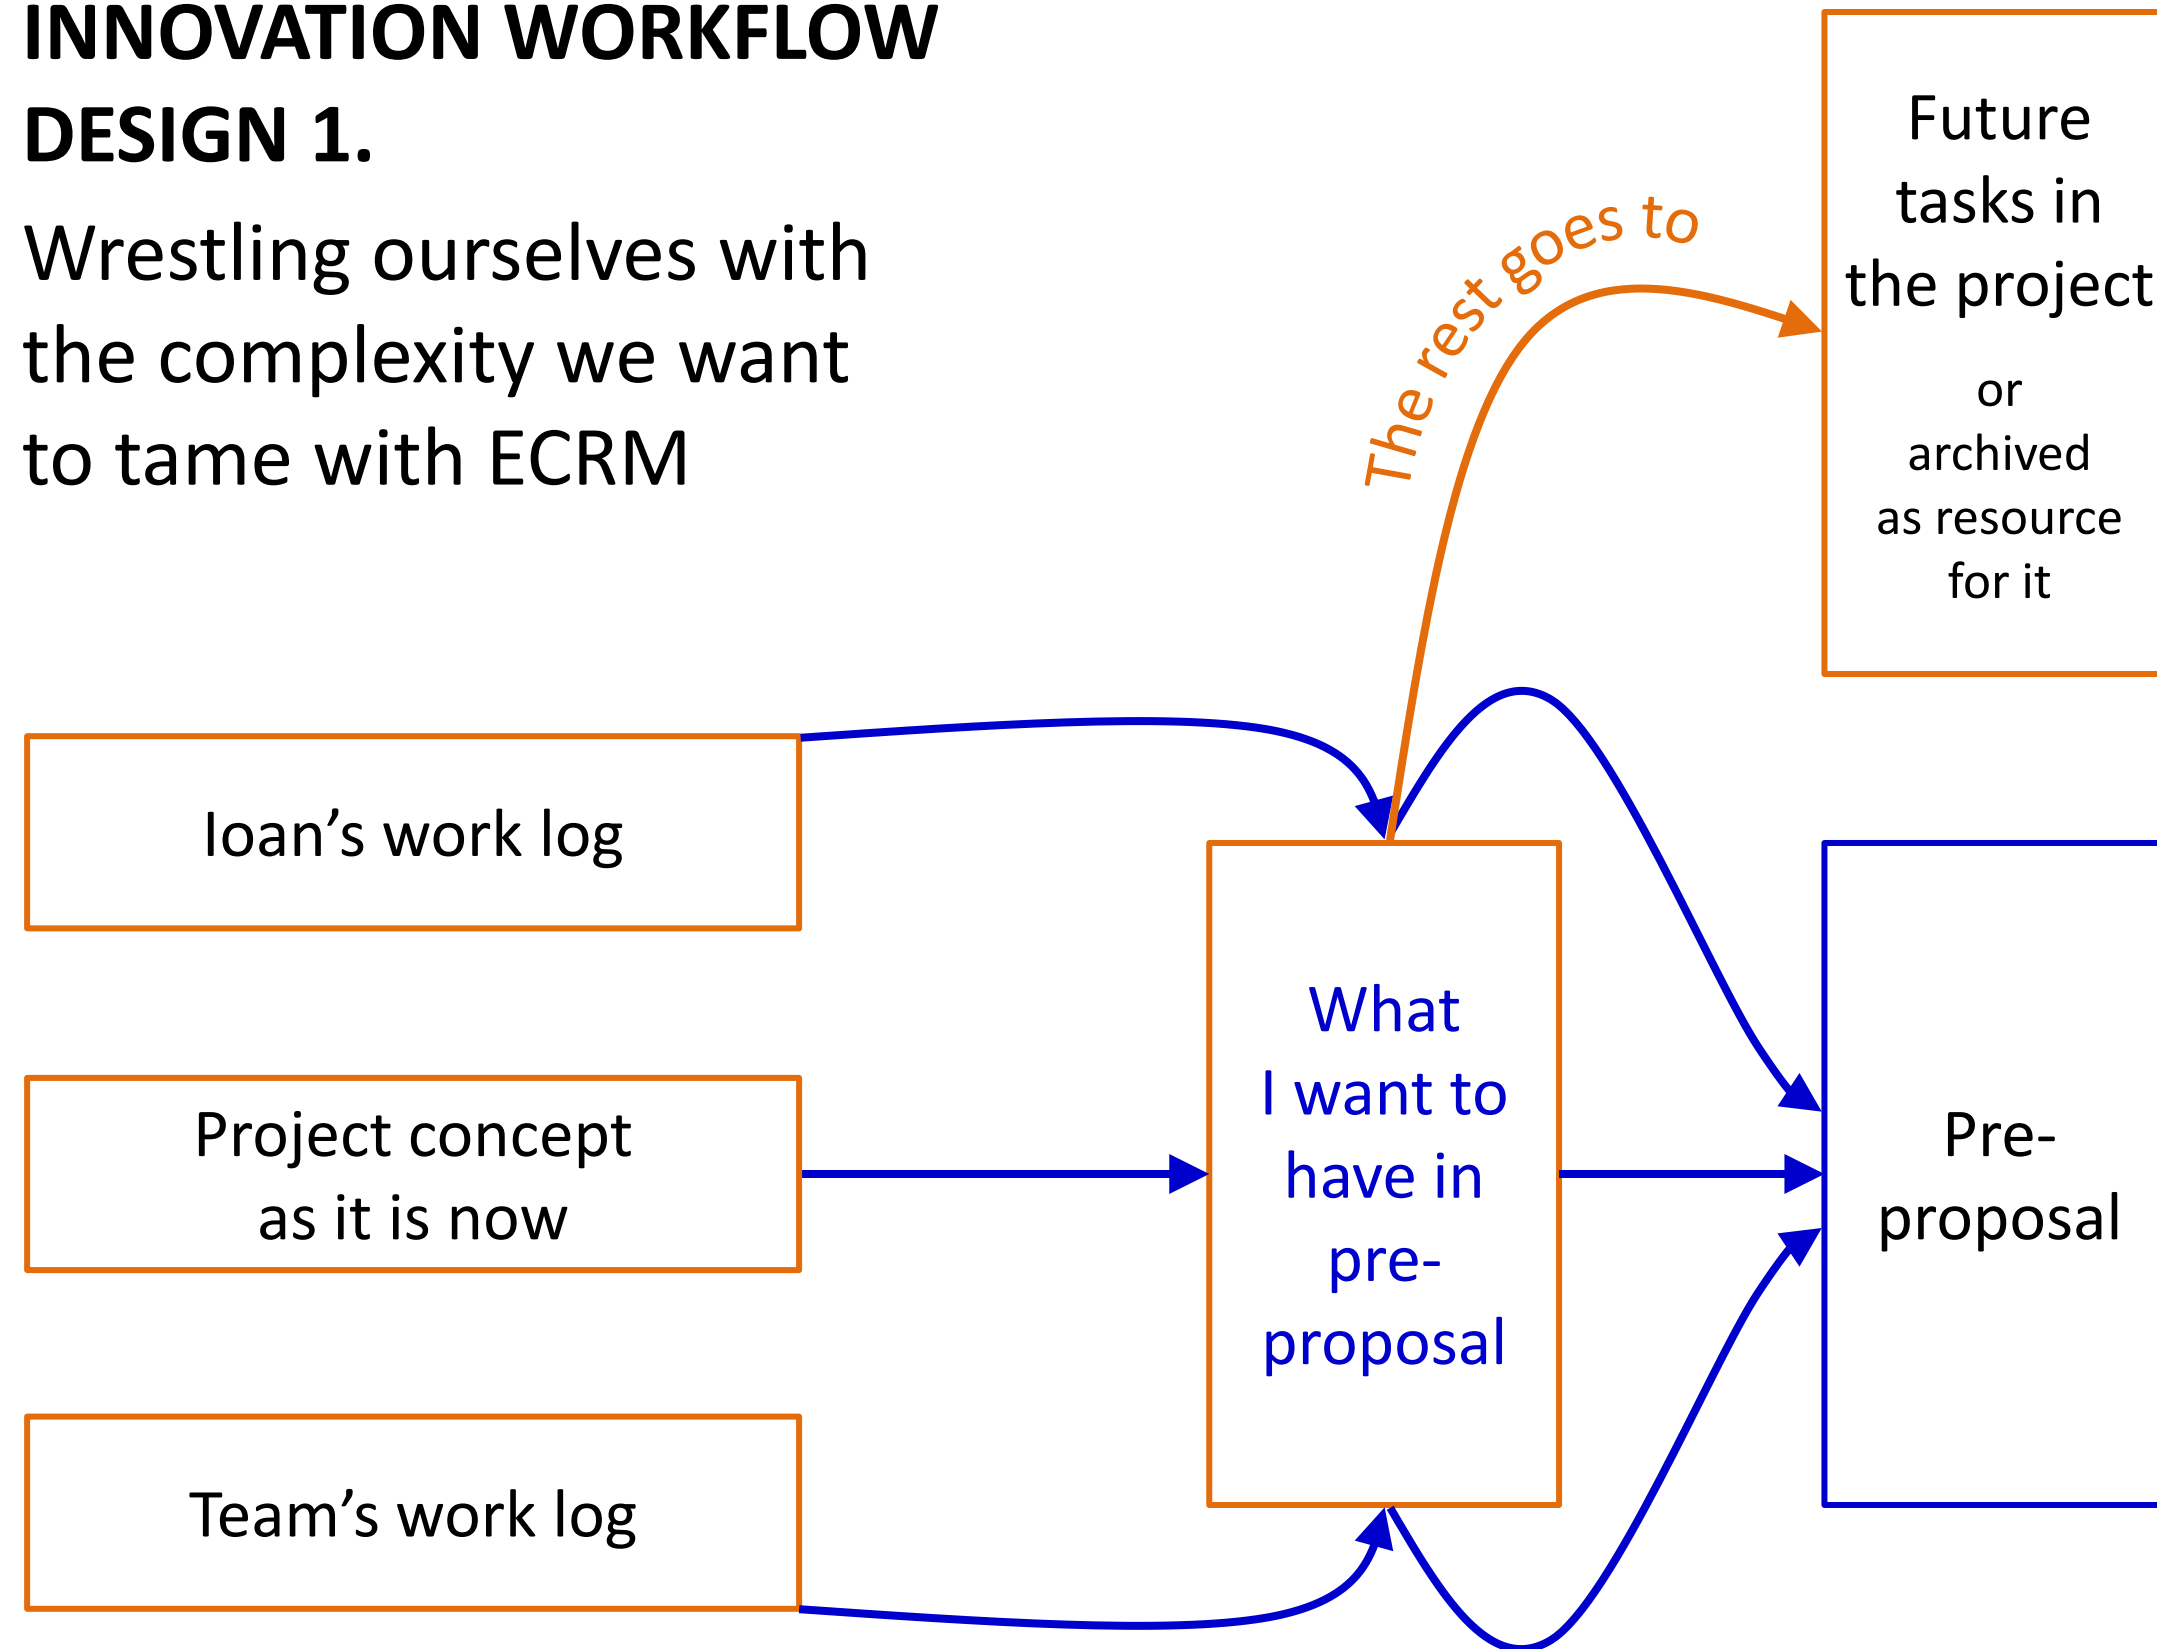 INNOVATION WORKFLOW
DESIGN 1.
Wrestling ourselves with
the complexity we want
to tame with ECRM
The rest goes to
Future
tasks in
the project
or
archived
as resource
for it
Ioan’s work log
Project concept
as it is now
Team’s work log
What
I want to
have in
pre-
proposal
Pre-
proposal